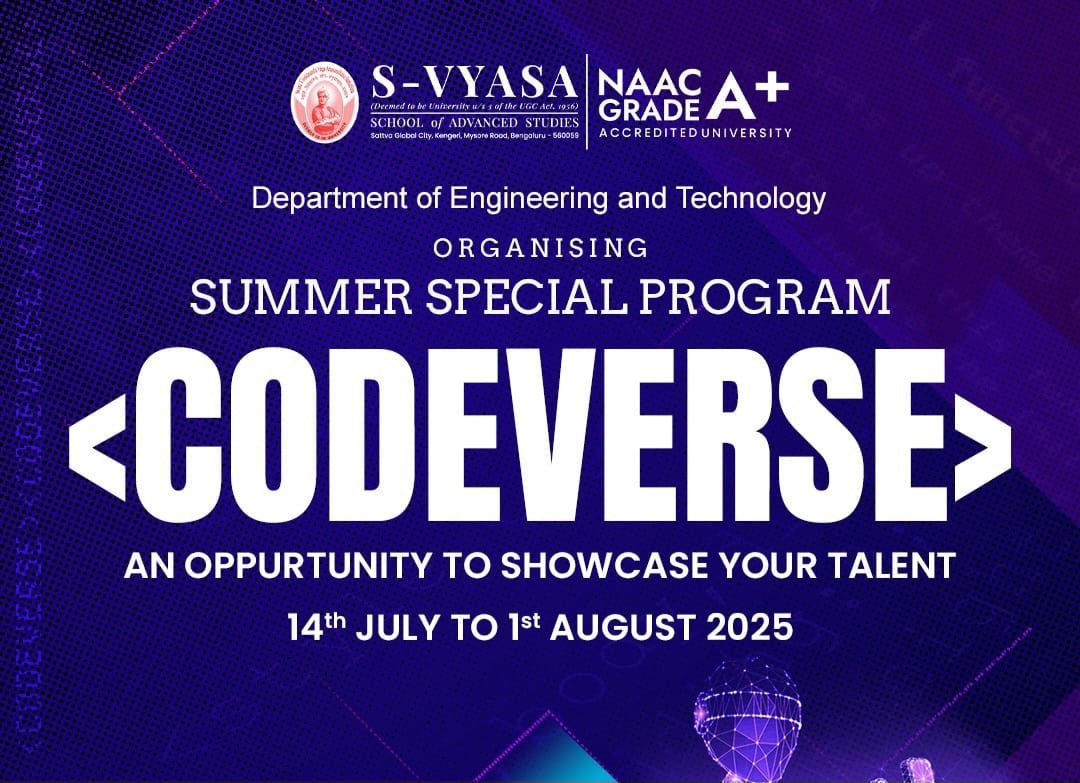 S-VYASA
(Deemed to be University u/s 3 of the UGC Act, 1956)
SCHOOL of ADVANCED STUDIES
Sattva Global City, Kengeri, Mysore Road, Bengaluru - 560059
NAAC
GRADE
A+
ACCREDITED UNIVERSITY
Department of Engineering and Technology
ORGANISING
SUMMER SPECIAL PROGRAM
<CODEVERSE>
AN OPPURTUNITY TO SHOWCASE YOUR TALENT
14th JULY TO 1st AUGUST 2025